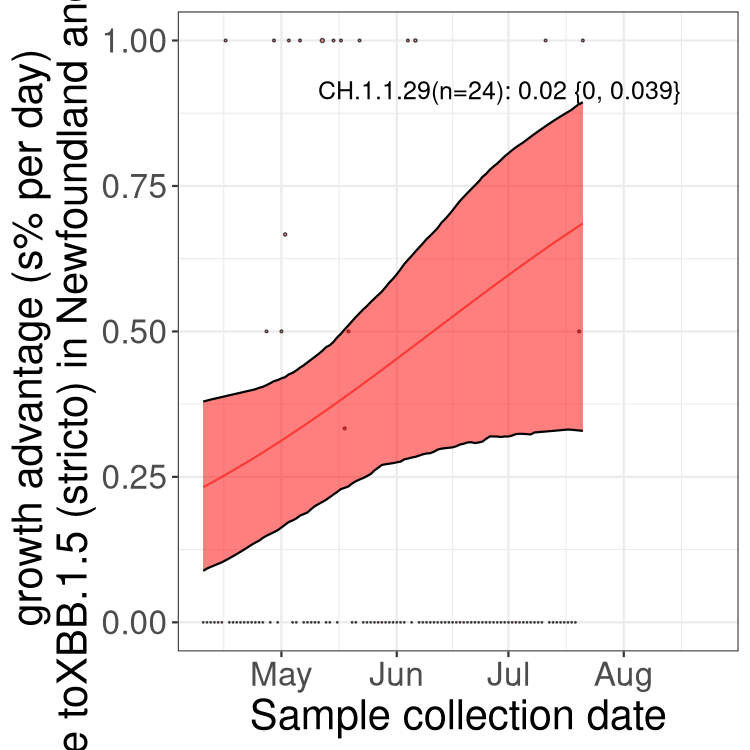 growth advantage (s% per day)
e toXBB.1.5 (stricto) in Newfoundland and
1.00
0.75
0.50
0.25
0.00
CH.1.1.29(n=24): 0.02 {0, 0.039}
May Jun Jul Aug
Sample collection date